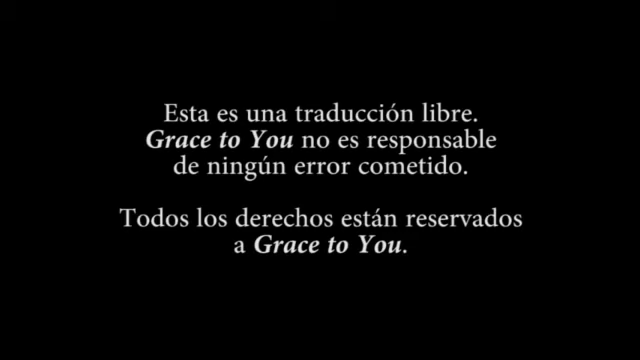 Esta es una traducción libre.
Grace to You no es responsable
de ningún error cometido.
Todos los derechos están reservados
a Grace to You.